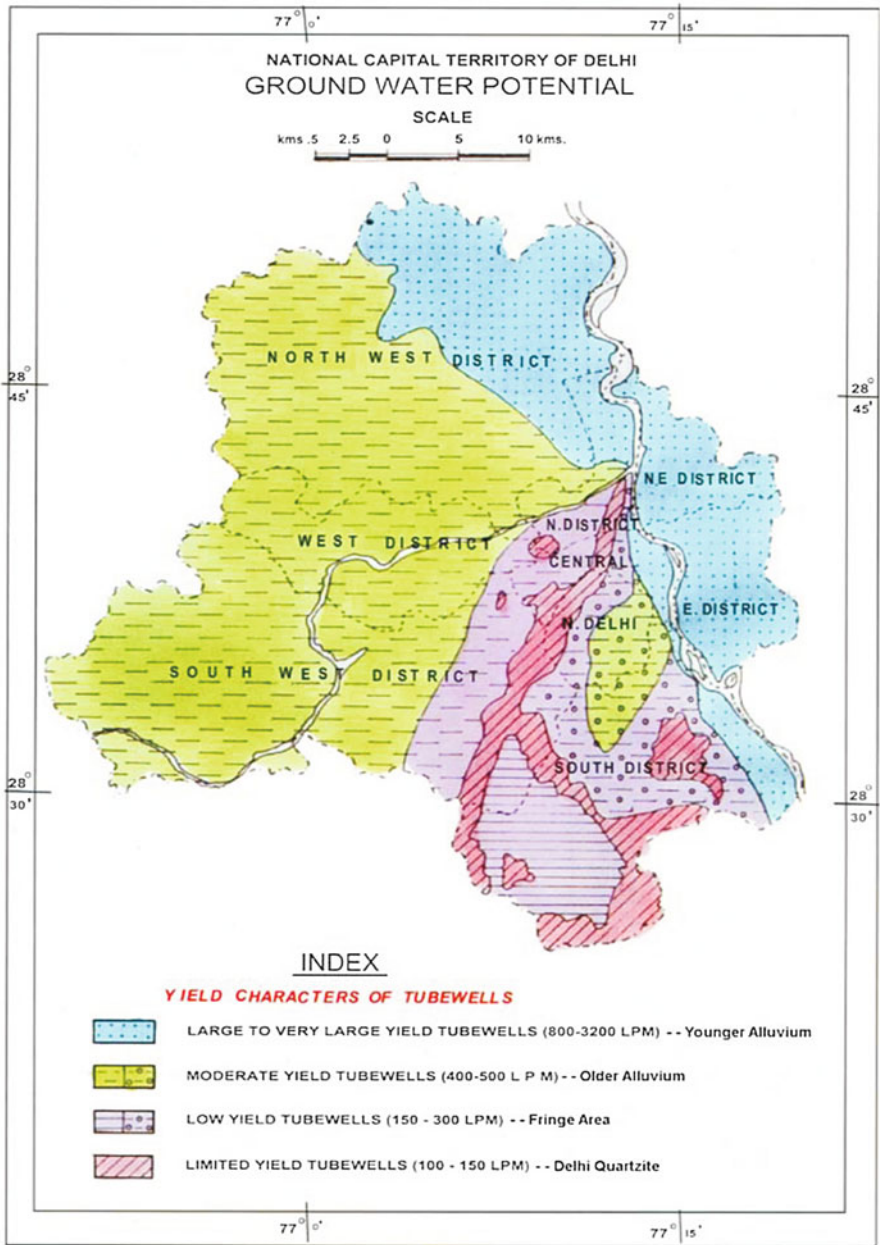 77° 0' 77° 15'
NATIONAL CAPITAL TERRITORY OF DELHI
GROUND WATER POTENTIAL
SCALE
kms .5 2.5 0 5 10 kms.
NORTH WEST DISTRICT
28° 45' 28° 45'
NE DISTRICT
N.DISTRICT
WEST DISTRICT
CENTRAL
E. DISTRICT
N. DELHI
SOUTH WEST DISTRICT
SOUTH DISTRICT
28° 30' 28° 30'
INDEX
YIELD CHARACTERS OF TUBEWELLS
LARGE TO VERY LARGE YIELD TUBEWELLS (800-3200 LPM) -- Younger Alluvium
MODERATE YIELD TUBEWELLS (400-500 L P M) -- Older Alluvium
LOW YIELD TUBEWELLS (150 - 300 LPM) -- Fringe Area
LIMITED YIELD TUBEWELLS (100 - 150 LPM) -- Delhi Quartzite
77° 0' 77° 15'